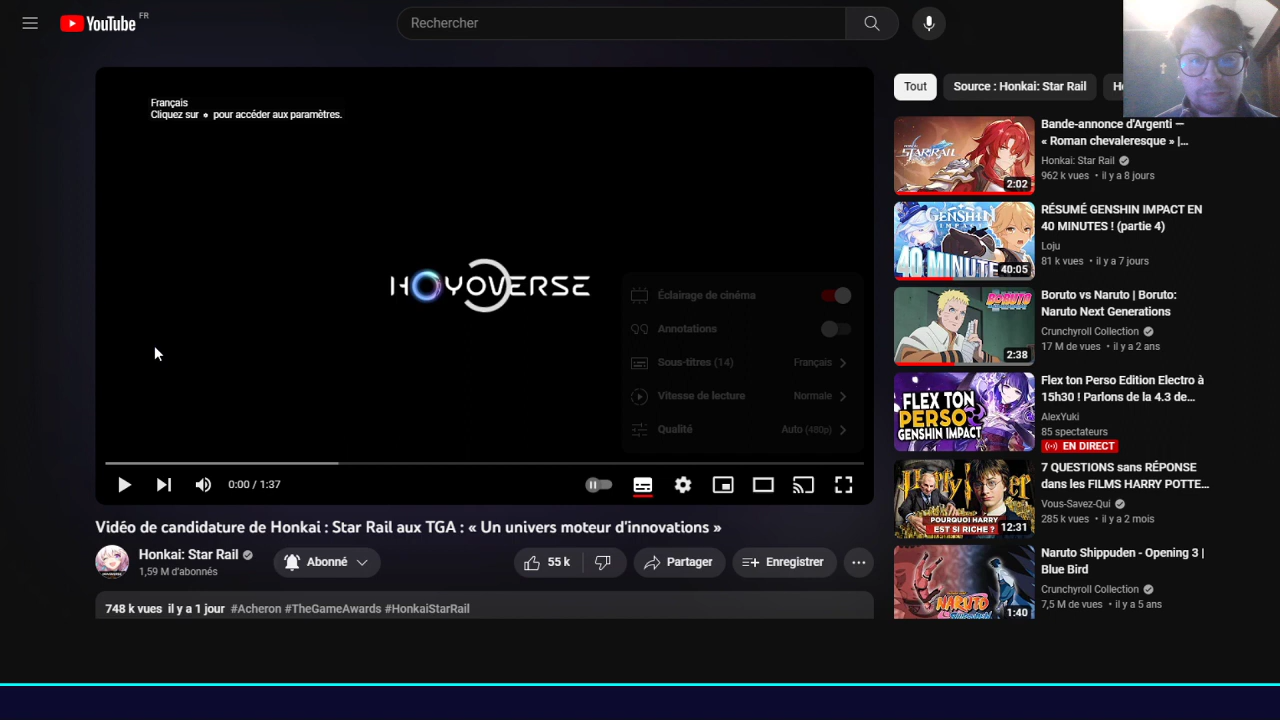 YouTube FR
Rechercher
Français
Cliquez sur pour accéder aux paramètres.
HOYOVERSE
Éclairage de cinéma
Annotations
Sous-titres (14) Français
Vitesse de lecture Normale
Qualité Auto (480p)
0:00 / 1:37
Vidéo de candidature de Honkai : Star Rail aux TGA : « Un univers moteur d'innovations »
Honkai: Star Rail
1,59 M d'abonnés
Abonné
55 k
Partager
Enregistrer
748 k vues il y a 1 jour #Acheron #TheGameAwards #HonkaiStarRail
Tout
Source : Honkai: Star Rail
STAR RAIL
2:02
Bande-annonce d'Argenti —
« Roman chevaleresque » |...
Honkai: Star Rail
962 k vues • il y a 8 jours
GENSHIN
IMPACT
40 MINUTE
40:05
RÉSUMÉ GENSHIN IMPACT EN
40 MINUTES ! (partie 4)
Loju
81 k vues • il y a 7 jours
BORUTO
2:38
Boruto vs Naruto | Boruto:
Naruto Next Generations
Crunchyroll Collection
17 M de vues • il y a 2 ans
FLEX TON
PERSO
GENSHIN IMPACT
Flex ton Perso Edition Electro à
15h30 ! Parlons de la 4.3 de...
AlexYuki
85 spectateurs
EN DIRECT
POURQUOI HARRY
EST SI RICHE ?
12:31
7 QUESTIONS sans RÉPONSE
dans les FILMS HARRY POTTE...
Vous-Savez-Qui
285 k vues • il y a 2 mois
NARUTO
1:40
Naruto Shippuden - Opening 3 |
Blue Bird
Crunchyroll Collection
7,5 M de vues • il y a 5 ans